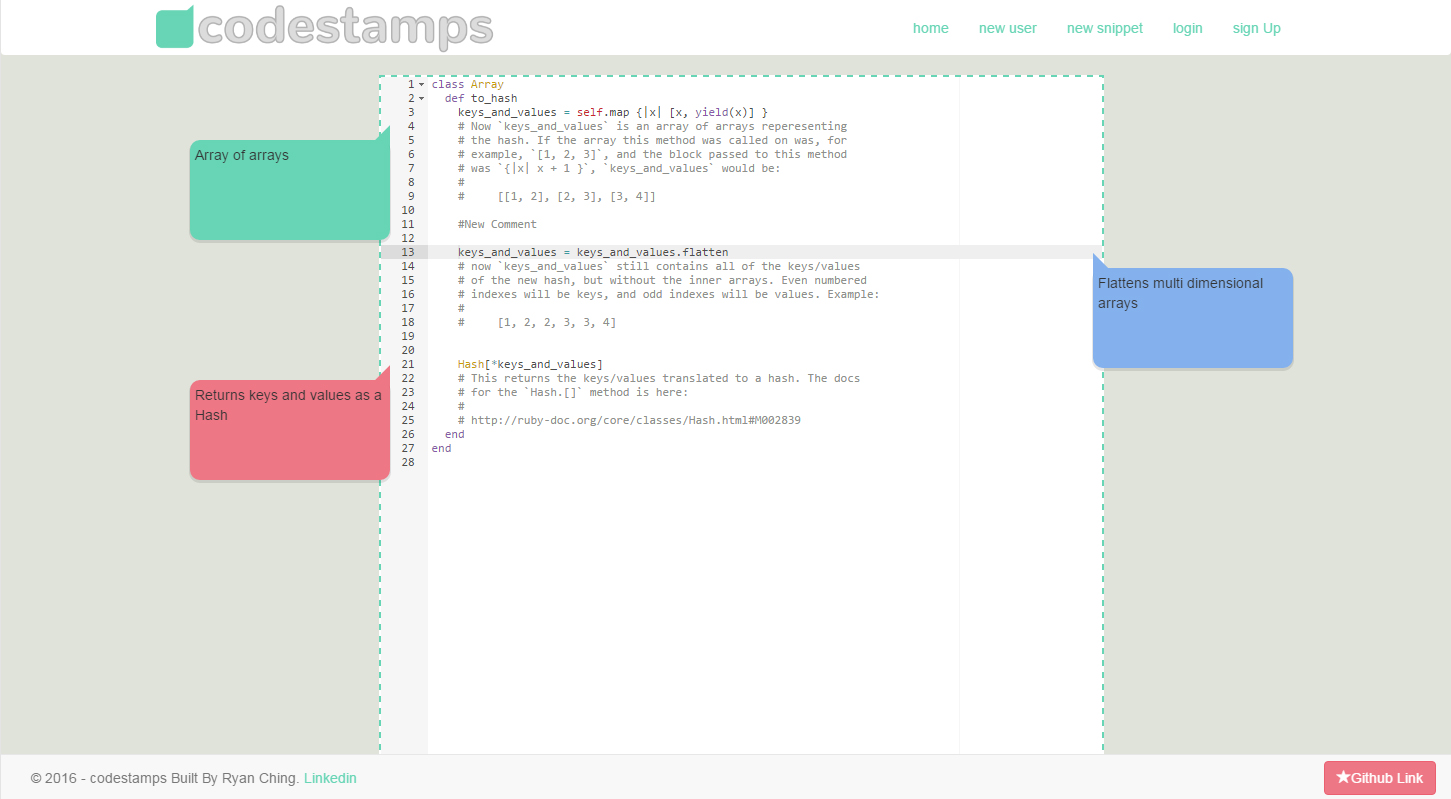 codestamps
home new user new snippet login sign Up
Array of arrays
Returns keys and values as a
Hash
1 class Array
2   def to_hash
3     keys_and_values = self.map {|x| [x, yield(x)] }
4     # Now `keys_and_values` is an array of arrays reperesenting
5     # the hash. If the array this method was called on was, for
6     # example, `[1, 2, 3]`, and the block passed to this method
7     # was `{|x| x + 1 }`, `keys_and_values` would be:
8     #
9     #     [[1, 2], [2, 3], [3, 4]]
10
11     #New Comment
12
13     keys_and_values = keys_and_values.flatten
14     # now `keys_and_values` still contains all of the keys/values
15     # of the new hash, but without the inner arrays. Even numbered
16     # indexes will be keys, and odd indexes will be values. Example:
17     #
18     #     [1, 2, 2, 3, 3, 4]
19
20
21     Hash[*keys_and_values]
22     # This returns the keys/values translated to a hash. The docs
23     # for the `Hash.[]` method is here:
24     #
25     # http://ruby-doc.org/core/classes/Hash.html#M002839
26   end
27 end
28
Flattens multi dimensional
arrays
© 2016 - codestamps Built By Ryan Ching. Linkedin
★Github Link